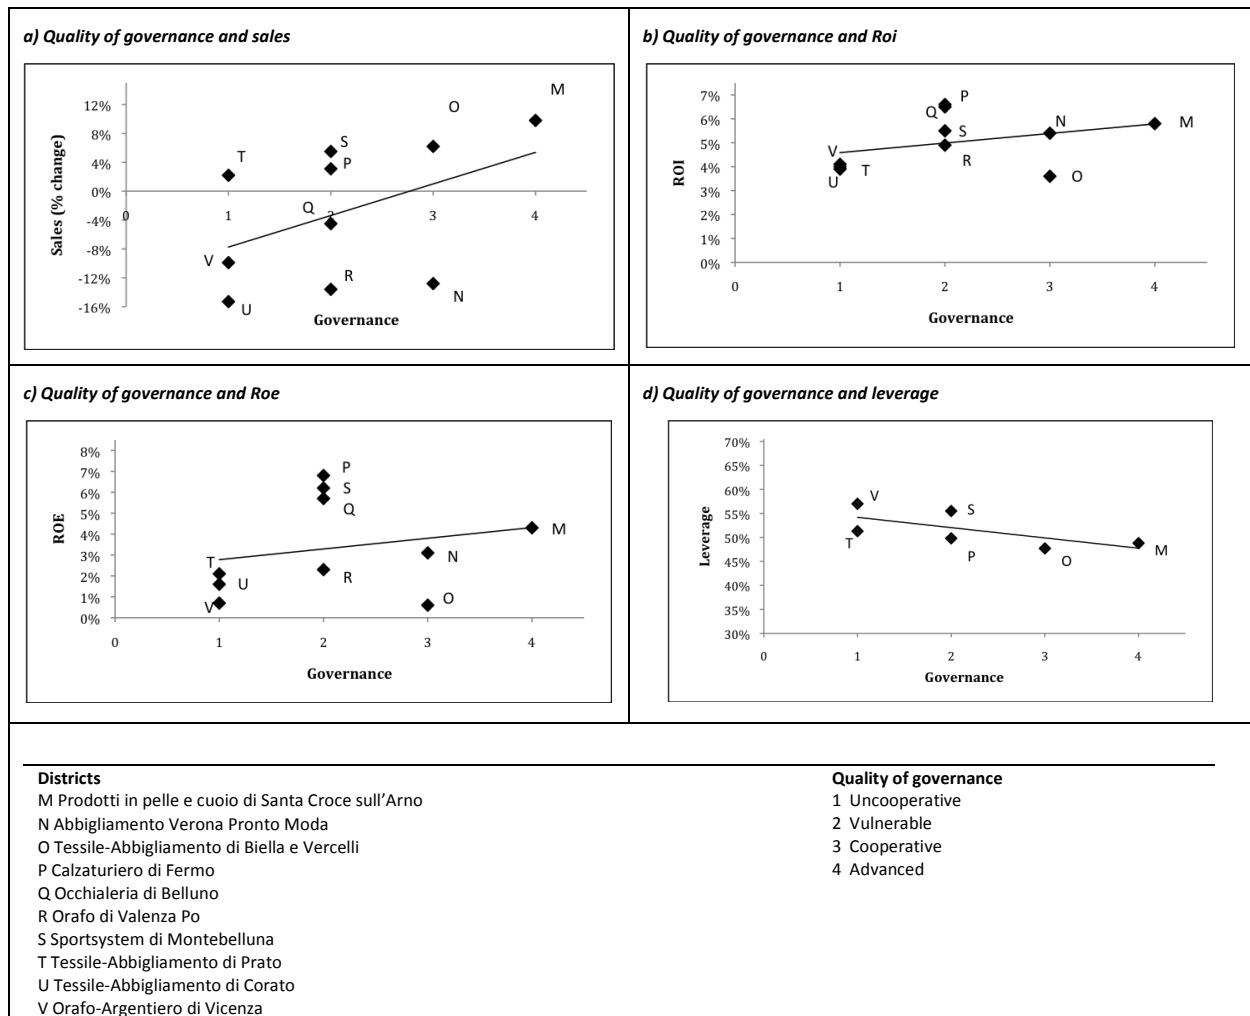 a) Quality of governance and sales
Sales (% change)
12%
8%
4%
0%
-4%
-8%
-12%
-16%
0
1
2
3
4
T
S
P
O
M
Q
V
U
R
N
Governance
b) Quality of governance and Roi
ROI
7%
6%
5%
4%
3%
2%
1%
0%
P
Q
S
R
N
M
V
T
U
O
0
1
2
3
4
Governance
c) Quality of governance and Roe
ROE
8%
7%
6%
5%
4%
3%
2%
1%
0%
P
S
Q
M
T
U
V
R
N
O
0
1
2
3
4
Governance
d) Quality of governance and leverage
Leverage
70%
65%
60%
55%
50%
45%
40%
35%
30%
V
S
T
P
O
M
0
1
2
3
4
Governance
Districts
M Prodotti in pelle e cuoio di Santa Croce sull’Arno
N Abbigliamento Verona Pronto Moda
O Tessile-Abbigliamento di Biella e Vercelli
P Calzaturiero di Fermo
Q Occhialeria di Belluno
R Orafo di Valenza Po
S Sportsystem di Montebelluna
T Tessile-Abbigliamento di Prato
U Tessile-Abbigliamento di Corato
V Orafo-Argentiero di Vicenza
Quality of governance
1 Uncooperative
2 Vulnerable
3 Cooperative
4 Advanced